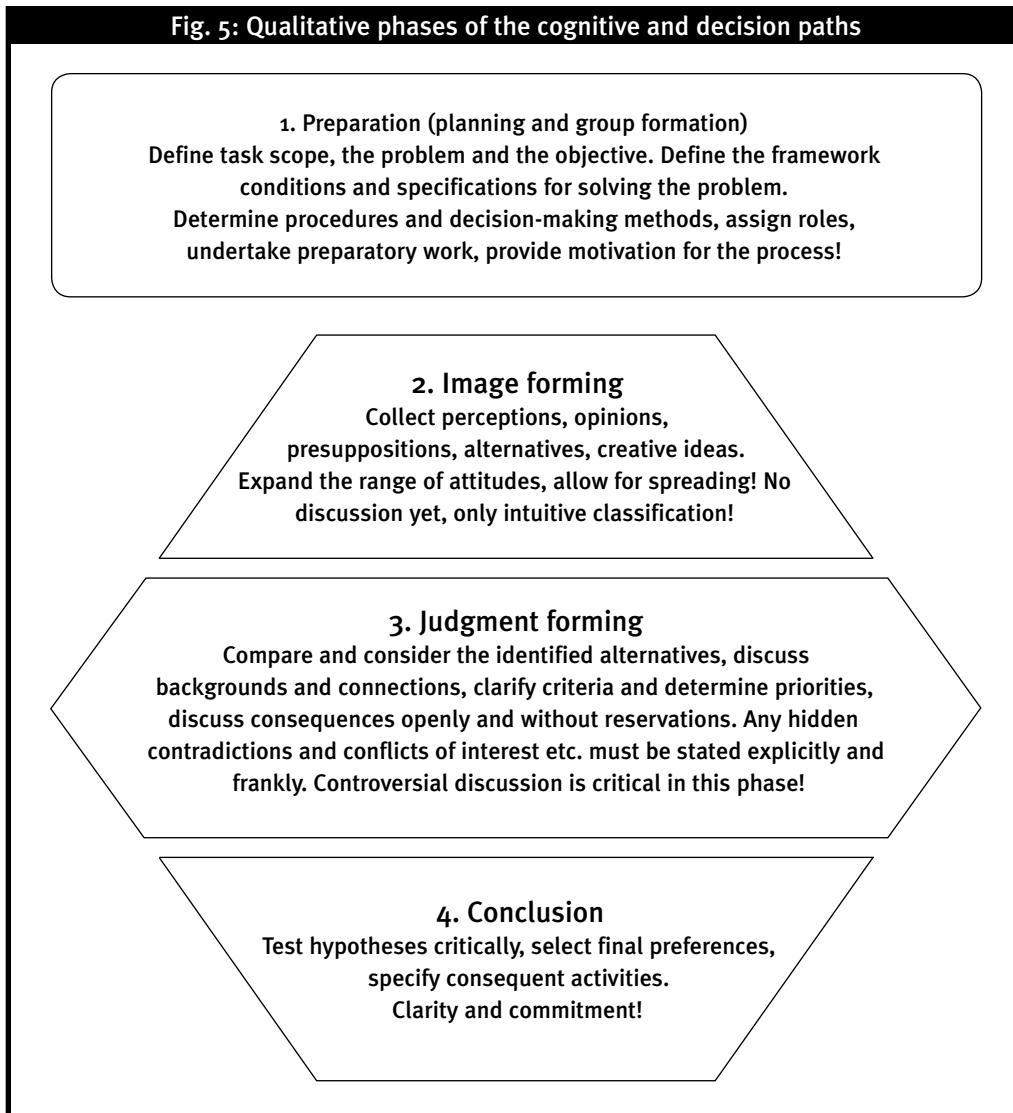 Fig. 5: Qualitative phases of the cognitive and decision paths
1. Preparation (planning and group formation)
Define task scope, the problem and the objective. Define the framework
conditions and specifications for solving the problem.
Determine procedures and decision-making methods, assign roles,
undertake preparatory work, provide motivation for the process!
2. Image forming
Collect perceptions, opinions,
presuppositions, alternatives, creative ideas.
Expand the range of attitudes, allow for spreading! No
discussion yet, only intuitive classification!
3. Judgment forming
Compare and consider the identified alternatives, discuss
backgrounds and connections, clarify criteria and determine priorities,
discuss consequences openly and without reservations. Any hidden
contradictions and conflicts of interest etc. must be stated explicitly and
frankly. Controversial discussion is critical in this phase!
4. Conclusion
Test hypotheses critically, select final preferences,
specify consequent activities.
Clarity and commitment!